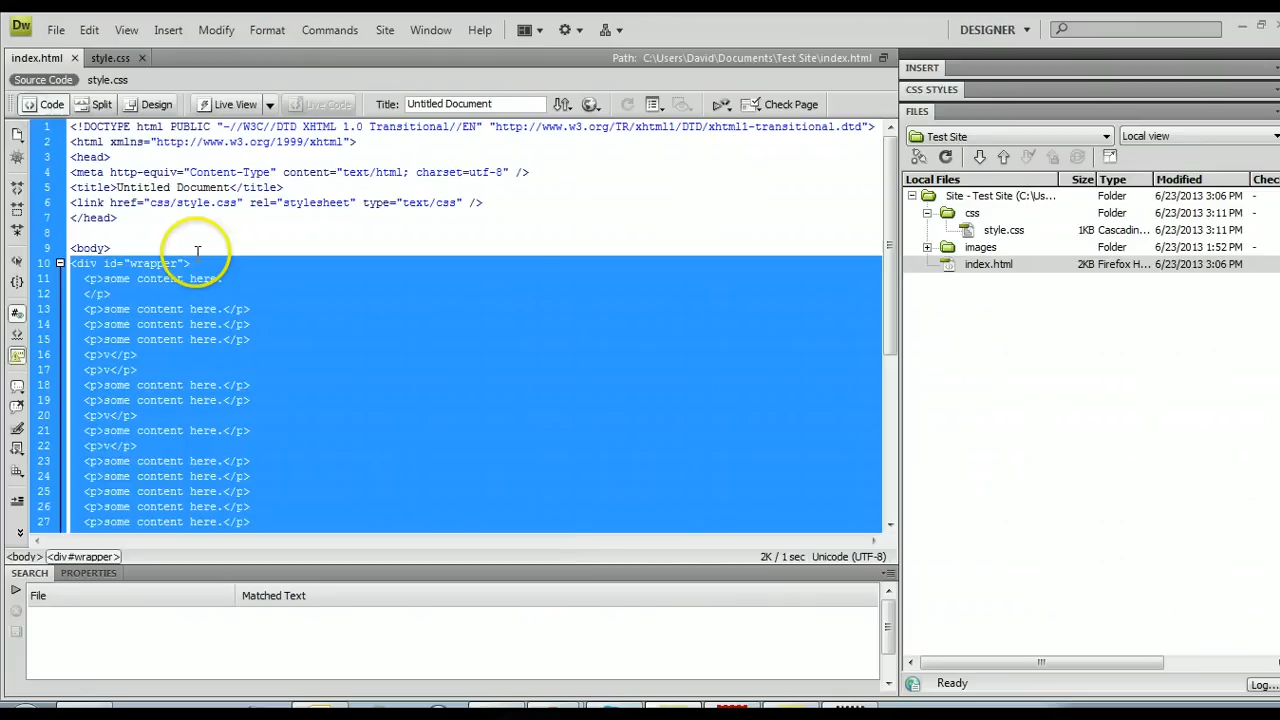 Dw File Edit View Insert Modify Format Commands Site Window Help DESIGNER
index.html style.css Path: C:\Users\David\Documents\Test Site\index.html
Source Code style.css
Code Split Design Live View Live Code Title: Untitled Document Check Page
1 <!DOCTYPE html PUBLIC "-//W3C//DTD XHTML 1.0 Transitional//EN" "http://www.w3.org/TR/xhtml1/DTD/xhtml1-transitional.dtd">
2 <html xmlns="http://www.w3.org/1999/xhtml">
3 <head>
4 <meta http-equiv="Content-Type" content="text/html; charset=utf-8" />
5 <title>Untitled Document</title>
6 <link href="css/style.css" rel="stylesheet" type="text/css" />
7 </head>
8
9 <body>
10 <div id="wrapper">
11 <p>some content here.
12 </p>
13 <p>some content here.</p>
14 <p>some content here.</p>
15 <p>some content here.</p>
16 <p>v</p>
17 <p>v</p>
18 <p>some content here.</p>
19 <p>some content here.</p>
20 <p>v</p>
21 <p>some content here.</p>
22 <p>v</p>
23 <p>some content here.</p>
24 <p>some content here.</p>
25 <p>some content here.</p>
26 <p>some content here.</p>
27 <p>some content here.</p>
<body> <div#wrapper> 2K / 1 sec Unicode (UTF-8)
SEARCH PROPERTIES
File Matched Text
INSERT
CSS STYLES
FILES
Test Site Local view
Local Files Size Type Modified Che
Site - Test Site (C:\Us... Folder 6/23/2013 3:06 PM -
css Folder 6/23/2013 3:11 PM -
style.css 1KB Cascadin... 6/23/2013 3:11 PM
images Folder 6/23/2013 1:52 PM -
index.html 2KB Firefox H... 6/23/2013 3:06 PM
Ready Log...